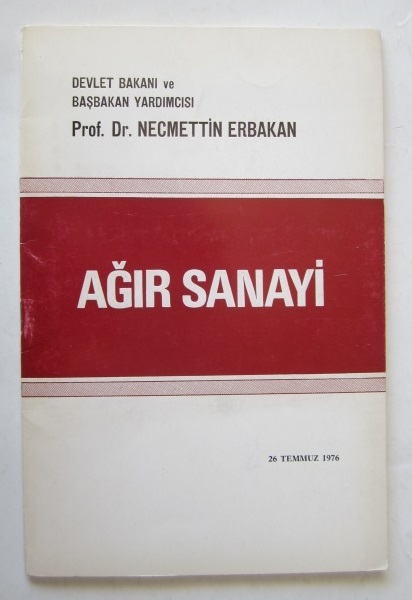 DEVLET BAKANI ve
BAŞBAKAN YARDIMCISI
Prof. Dr. NECMETTİN ERBAKAN
AĞIR SANAYİ
26 TEMMUZ 1976